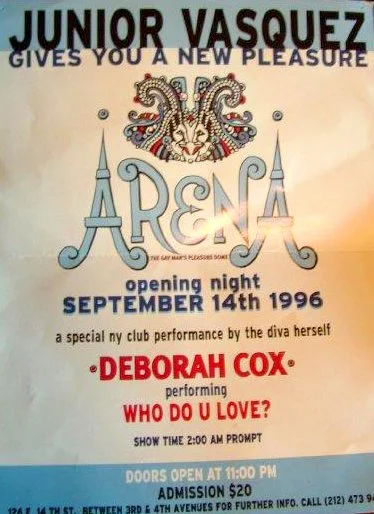 JUNIOR VASQUEZ
GIVES YOU A NEW PLEASURE
ARENA
THE GAY MAN'S PLEASURE DOME
opening night
SEPTEMBER 14th 1996
a special ny club performance by the diva herself
•DEBORAH COX•
performing
WHO DO U LOVE?
SHOW TIME 2:00 AM PROMPT
DOORS OPEN AT 11:00 PM
ADMISSION $20
126 E. 14 TH ST. BETWEEN 3RD & 4TH AVENUES FOR FURTHER INFO. CALL (212) 473